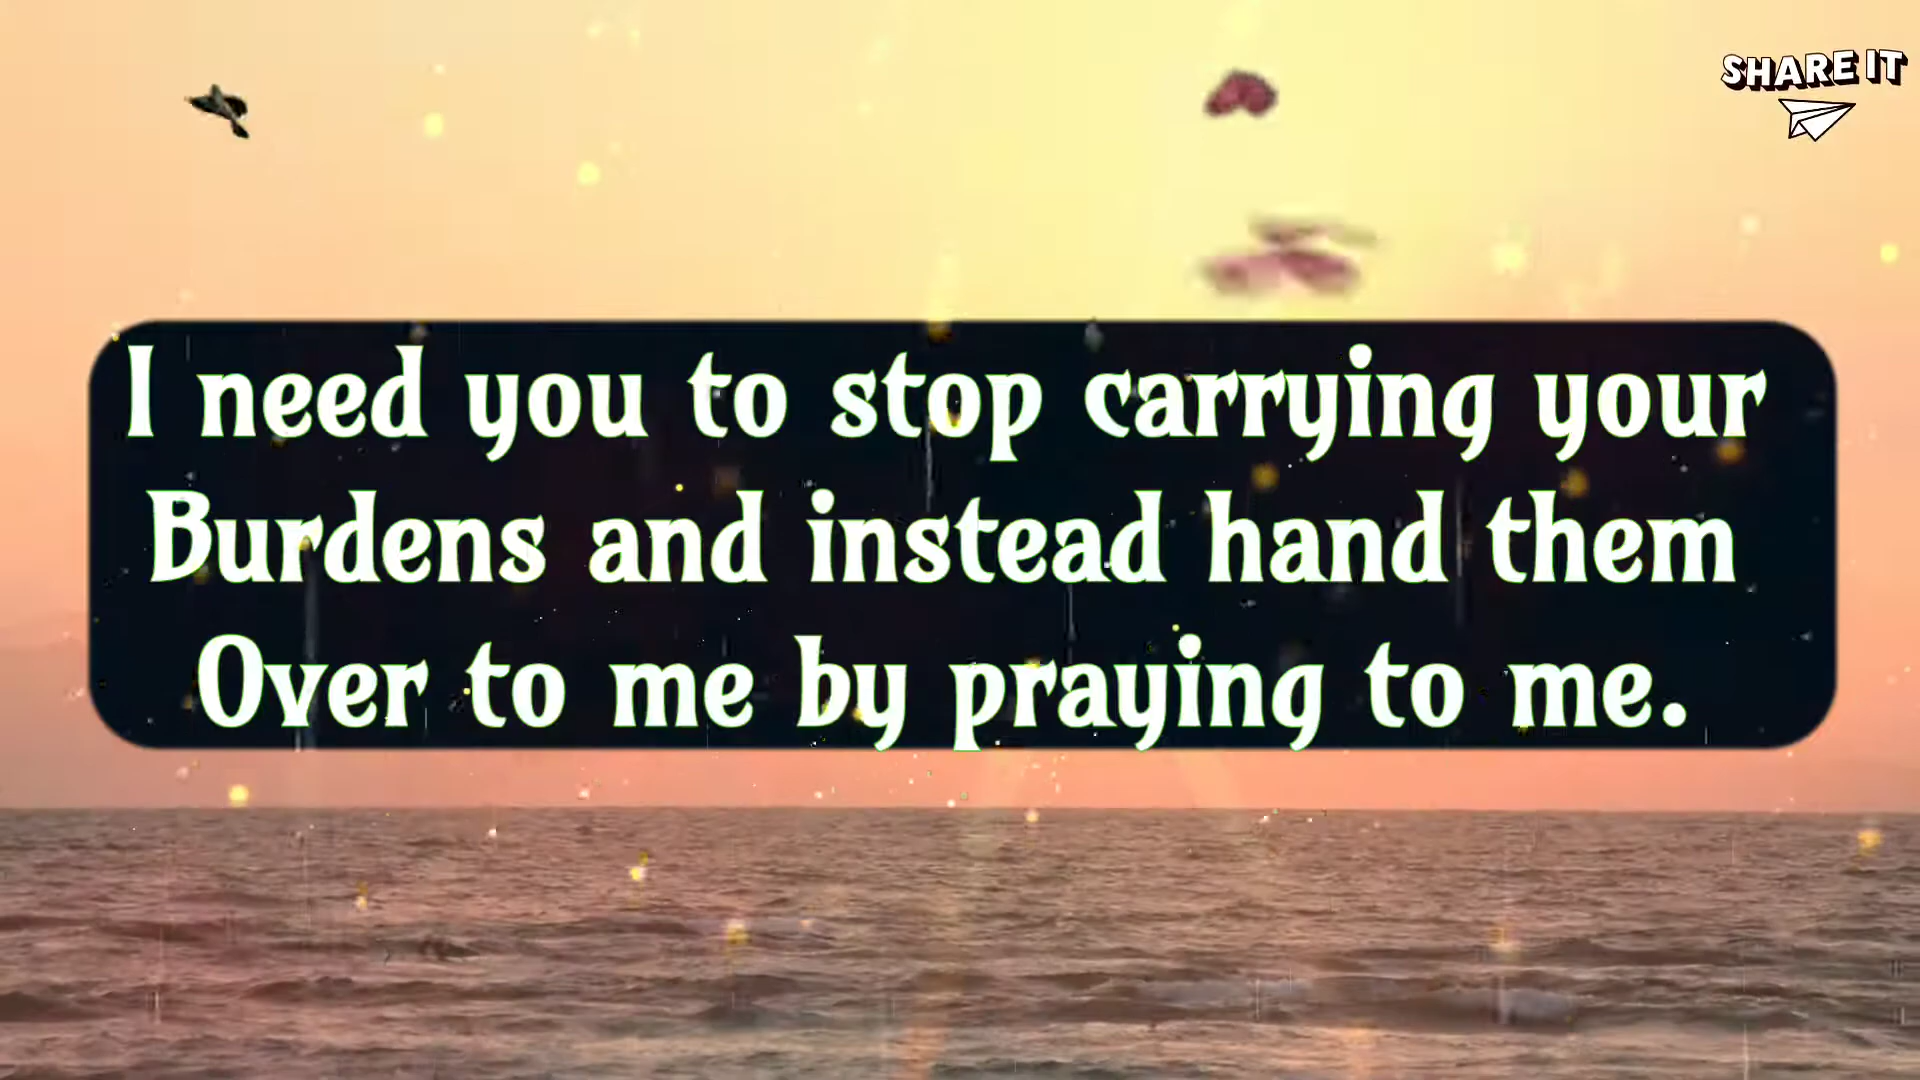 SHARE IT
I need you to stop carrying your
Burdens and instead hand them
Over to me by praying to me.